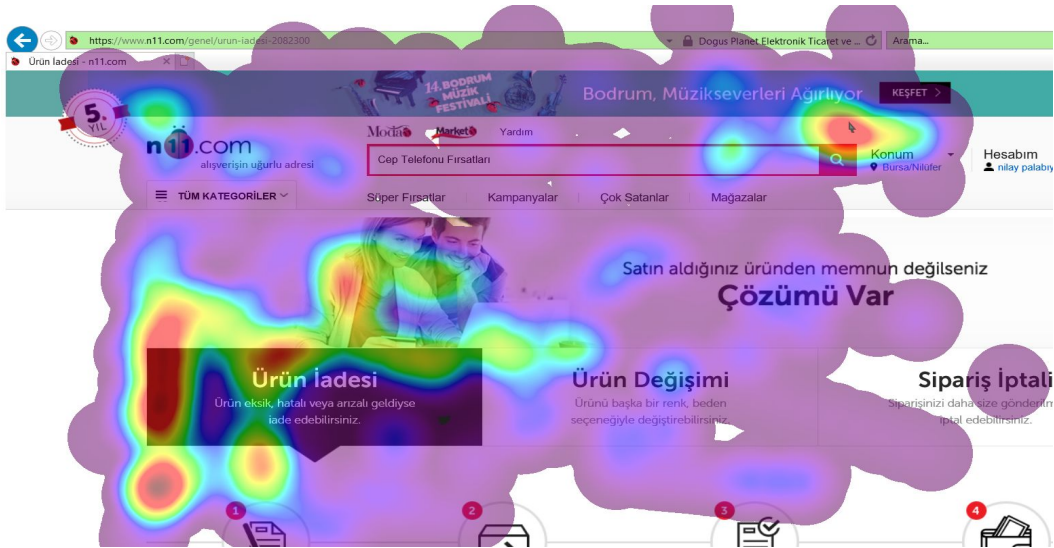 https://www.n11.com/genel/urun-iadesi-2082300
Dogus Planet Elektronik Ticaret ve ...
Arama...
Ürün İadesi - n11.com
14. BODRUM
MÜZİK
FESTİVALİ
Bodrum, Müzikseverleri Ağırlıyor
KEŞFET >
5.
YIL
n11.com
alışverişin uğurlu adresi
Moda
Market
Yardım
Cep Telefonu Fırsatları
Konum
Bursa/Nilüfer
Hesabım
nilay palabıy
TÜM KATEGORİLER
Süper Fırsatlar
Kampanyalar
Çok Satanlar
Mağazalar
Satın aldığınız üründen memnun değilseniz
Çözümü Var
Ürün İadesi
Ürün eksik, hatalı veya arızalı geldiyse
iade edebilirsiniz.
Ürün Değişimi
Ürünü başka bir renk, beden
seçeneğiyle değiştirebilirsiniz.
Sipariş İptali
Siparişinizi daha size gönderilm
iptal edebilirsiniz.
1
2
3
4